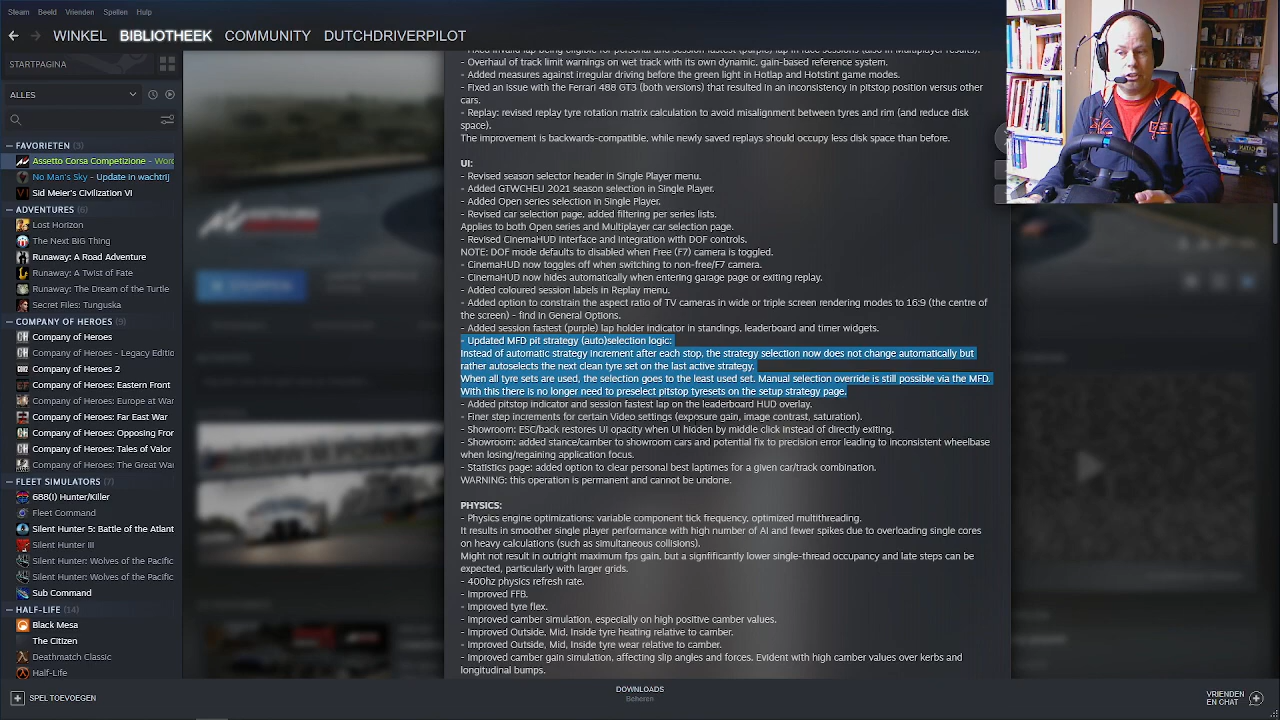 Steam Beeld Vrienden Spellen Hulp
WINKEL BIBLIOTHEEK COMMUNITY DUTCHDRIVERPILOT
STARTPAGINA
ALLES
FAVORIETEN (3)
Assetto Corsa Competizione - Word
No Man's Sky - Update in wachtrij
Sid Meier's Civilization VI
ADVENTURES (6)
Lost Horizon
The Next BIG Thing
Runaway: A Road Adventure
Runaway: A Twist of Fate
Runaway: The Dream of the Turtle
Secret Files: Tunguska
COMPANY OF HEROES (9)
Company of Heroes
Company of Heroes - Legacy Editio
Company of Heroes 2
Company of Heroes: Eastern Front
Company of Heroes: Europe at War
Company of Heroes: Far East War
Company of Heroes: Opposing Fron
Company of Heroes: Tales of Valor
Company of Heroes: The Great War
FLEET SIMULATORS (7)
688(I) Hunter/Killer
Fleet Command
Silent Hunter 5: Battle of the Atlant
Silent Hunter III
Silent Hunter: Wolves of the Pacific
Silent Hunter: Wolves of the Pacific
Sub Command
HALF-LIFE (14)
Black Mesa
The Citizen
Deathmatch Classic
Half-Life
SPEL TOEVOEGEN
- Fixed invalid lap being eligible for personal and session fastest (purple) lap in race sessions (also in Multiplayer results).
- Overhaul of track limit warnings on wet track with its own dynamic, gain-based reference system.
- Added measures against irregular driving before the green light in Hotlap and Hotstint game modes.
- Fixed an issue with the Ferrari 488 GT3 (both versions) that resulted in an inconsistency in pitstop position versus other
cars.
- Replay: revised replay tyre rotation matrix calculation to avoid misalignment between tyres and rim (and reduce disk
space).
The improvement is backwards-compatible, while newly saved replays should occupy less disk space than before.
UI:
- Revised season selector header in Single Player menu.
- Added GTWCHEU 2021 season selection in Single Player.
- Added Open series selection in Single Player.
- Revised car selection page, added filtering per series lists.
Applies to both Open series and Multiplayer car selection page.
- Revised CinemaHUD interface and integration with DOF controls.
NOTE: DOF mode defaults to disabled when Free (F7) camera is toggled.
- CinemaHUD now toggles off when switching to non-free/F7 camera.
- CinemaHUD now hides automatically when entering garage page or exiting replay.
- Added coloured session labels in Replay menu.
- Added option to constrain the aspect ratio of TV cameras in wide or triple screen rendering modes to 16:9 (the centre of
the screen) - find in General Options.
- Added session fastest (purple) lap holder indicator in standings, leaderboard and timer widgets.
- Updated MFD pit strategy (auto)selection logic:
Instead of automatic strategy increment after each stop, the strategy selection now does not change automatically but
rather autoselects the next clean tyre set on the last active strategy.
When all tyre sets are used, the selection goes to the least used set. Manual selection override is still possible via the MFD.
With this there is no longer need to preselect pitstop tyresets on the setup strategy page.
- Added pitstop indicator and session fastest lap on the leaderboard HUD overlay.
- Finer step increments for certain Video settings (exposure gain, image contrast, saturation).
- Showroom: ESC/back restores UI opacity when UI hidden by middle click instead of directly exiting.
- Showroom: added stance/camber to showroom cars and potential fix to precision error leading to inconsistent wheelbase
when losing/regaining application focus.
- Statistics page: added option to clear personal best laptimes for a given car/track combination.
WARNING: this operation is permanent and cannot be undone.
PHYSICS:
- Physics engine optimizations: variable component tick frequency, optimized multithreading.
It results in smoother single player performance with high number of AI and fewer spikes due to overloading single cores
on heavy calculations (such as simultaneous collisions).
Might not result in outright maximum fps gain, but a significantly lower single-thread occupancy and late steps can be
expected, particularly with larger grids.
- 400hz physics refresh rate.
- Improved FFB.
- Improved tyre flex.
- Improved camber simulation, especially on high positive camber values.
- Improved Outside, Mid, Inside tyre heating relative to camber.
- Improved Outside, Mid, Inside tyre wear relative to camber.
- Improved camber gain simulation, affecting slip angles and forces. Evident with high camber values over kerbs and
longitudinal bumps.
DOWNLOADS
Beheren
VRIENDEN
EN CHAT